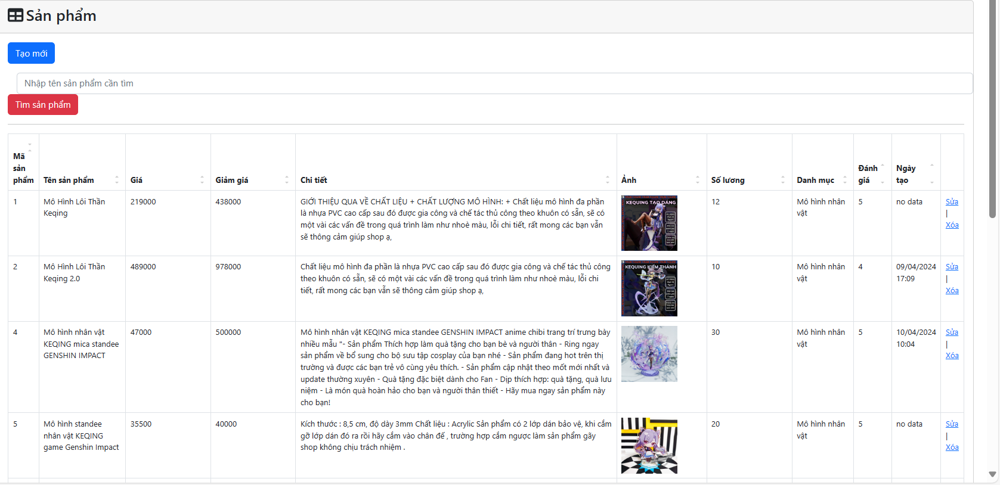 Sản phẩm
Tạo mới
Nhập tên sản phẩm cần tìm
Tìm sản phẩm
Mã
sản
phẩm
Tên sản phẩm
Giá
Giảm giá
Chi tiết
Ảnh
Số lương
Danh mục
Đánh
giá
Ngày
tạo
1
Mô Hình Lôi Thần
Keqing
219000
438000
GIỚI THIỆU QUA VỀ CHẤT LIỆU + CHẤT LƯỢNG MÔ HÌNH: + Chất liệu mô hình đa phần
là nhựa PVC cao cấp sau đó được gia công và chế tác thủ công theo khuôn có sẵn, sẽ có
một vài các vấn đề trong quá trình làm như nhoè màu, lỗi chi tiết, rất mong các bạn vẫn
sẽ thông cảm giúp shop ạ,
KEQUING TẠO DÁNG
12
Mô hình nhân
vật
5
no data
Sửa
|
Xóa
2
Mô Hình Lôi Thần
Keqing 2.0
489000
978000
Chất liệu mô hình đa phần là nhựa PVC cao cấp sau đó được gia công và chế tác thủ công
theo khuôn có sẵn, sẽ có một vài các vấn đề trong quá trình làm như nhoè màu, lỗi chi
tiết, rất mong các bạn vẫn sẽ thông cảm giúp shop ạ,
KEQUING KIẾM THÁNH
10
Mô hình nhân
vật
4
09/04/2024
17:09
Sửa
|
Xóa
4
Mô hình nhân vật
KEQING mica standee
GENSHIN IMPACT
47000
500000
Mô hình nhân vật KEQING mica standee GENSHIN IMPACT anime chibi trang trí trưng bày
nhiều mẫu "- Sản phẩm Thích hợp làm quà tặng cho bạn bè và người thân - Ring ngay
sản phẩm về bổ sung cho bộ sưu tập cosplay của bạn nhé - Sản phẩm đang hot trên thị
trường và được các bạn trẻ vô cùng yêu thích. - Sản phẩm cập nhật theo mốt mới nhất và
update thường xuyên - Quà tặng đặc biệt dành cho Fan - Dịp thích hợp: quà tặng, quà lưu
niệm - Là món quà hoàn hảo cho bạn và người thân thiết - Hãy mua ngay sản phẩm này
cho bạn!
30
Mô hình nhân
vật
5
10/04/2024
10:04
Sửa
|
Xóa
5
Mô hình standee
nhân vật KEQING
game Genshin Impact
35500
40000
Kích thước : 8,5 cm, độ dày 3mm Chất liệu : Acrylic Sản phẩm có 2 lớp dán bảo vệ, khi cắm
gỡ lớp dán đó ra rồi hãy cắm vào chân đế , trường hợp cắm ngược làm sản phẩm gãy
shop không chịu trách nhiệm .
20
Mô hình nhân
vật
5
no data
Sửa
|
Xóa